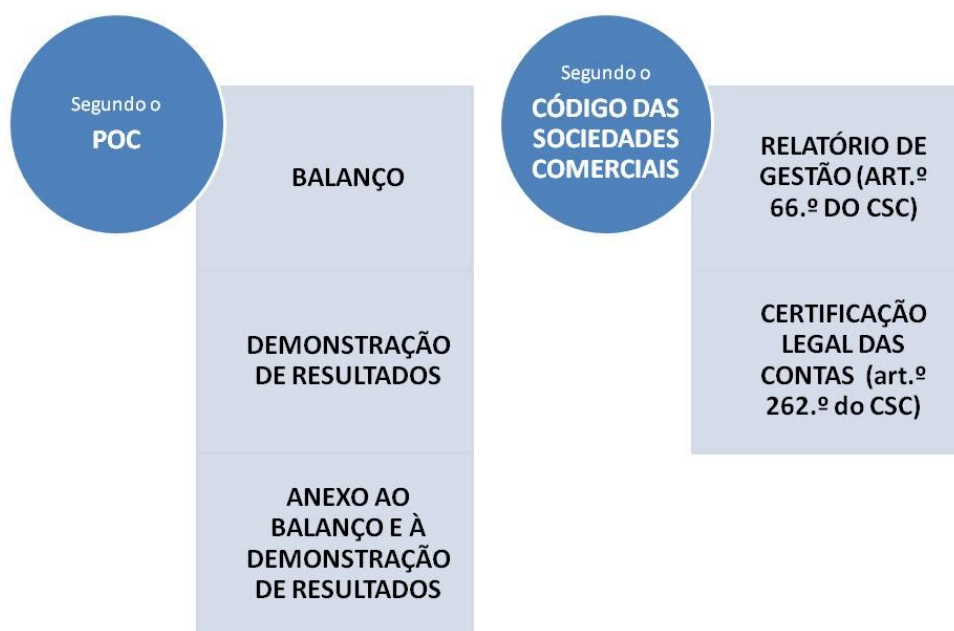 Segundo o
POC
BALANÇO
DEMONSTRAÇÃO
DE RESULTADOS
ANEXO AO
BALANÇO E À
DEMONSTRAÇÃO
DE RESULTADOS
Segundo o
CÓDIGO DAS
SOCIEDADES
COMERCIAIS
RELATÓRIO DE
GESTÃO (ART.º
66.º DO CSC)
CERTIFICAÇÃO
LEGAL DAS
CONTAS (art.º
262.º do CSC)